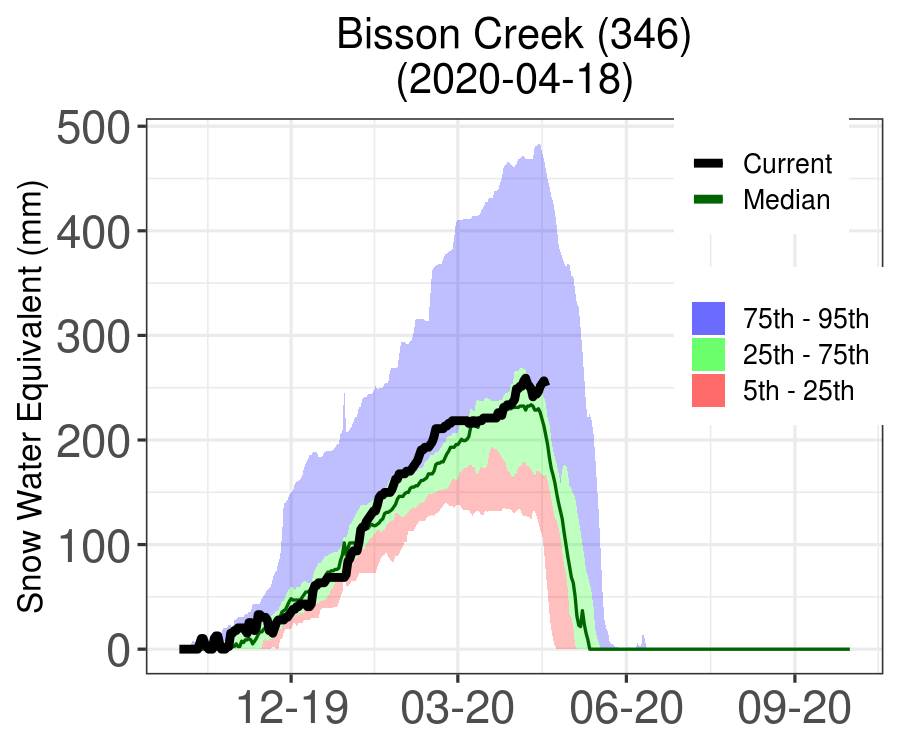 Bisson Creek (346)
(2020-04-18)
Snow Water Equivalent (mm)
500
400
300
200
100
0
12-19
03-20
06-20
09-20
Current
Median
75th - 95th
25th - 75th
5th - 25th